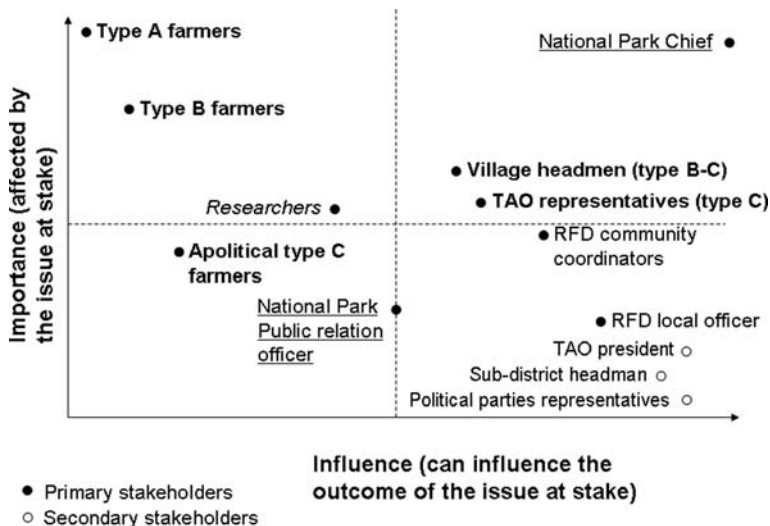 Type A farmers
National Park Chief
Type B farmers
Village headmen (type B-C)
TAO representatives (type C)
Researchers
RFD community
coordinators
Apolitical type C
farmers
National Park
Public relation
officer
RFD local officer
TAO president
Sub-district headman
Political parties representatives
Importance (affected by
the issue at stake)
Influence (can influence the
outcome of the issue at stake)
Primary stakeholders
Secondary stakeholders